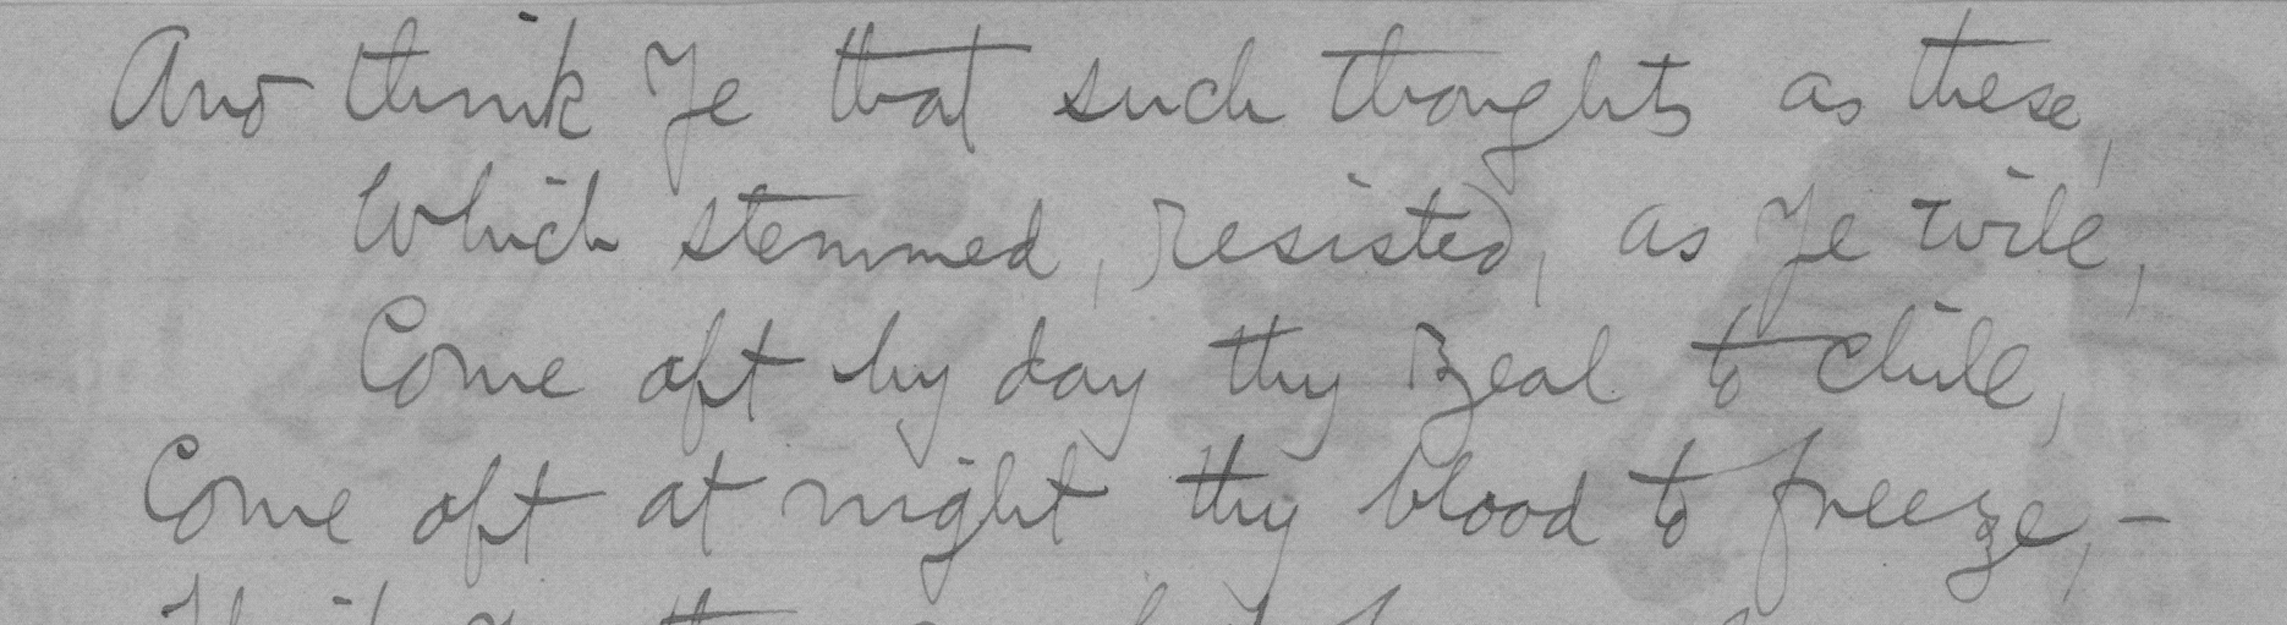 And think Ye that such thoughts as these,
Which stemmed, resisted, as Ye will,
Come oft by day thy zeal to chill,
Come oft at night thy blood to freeze, –